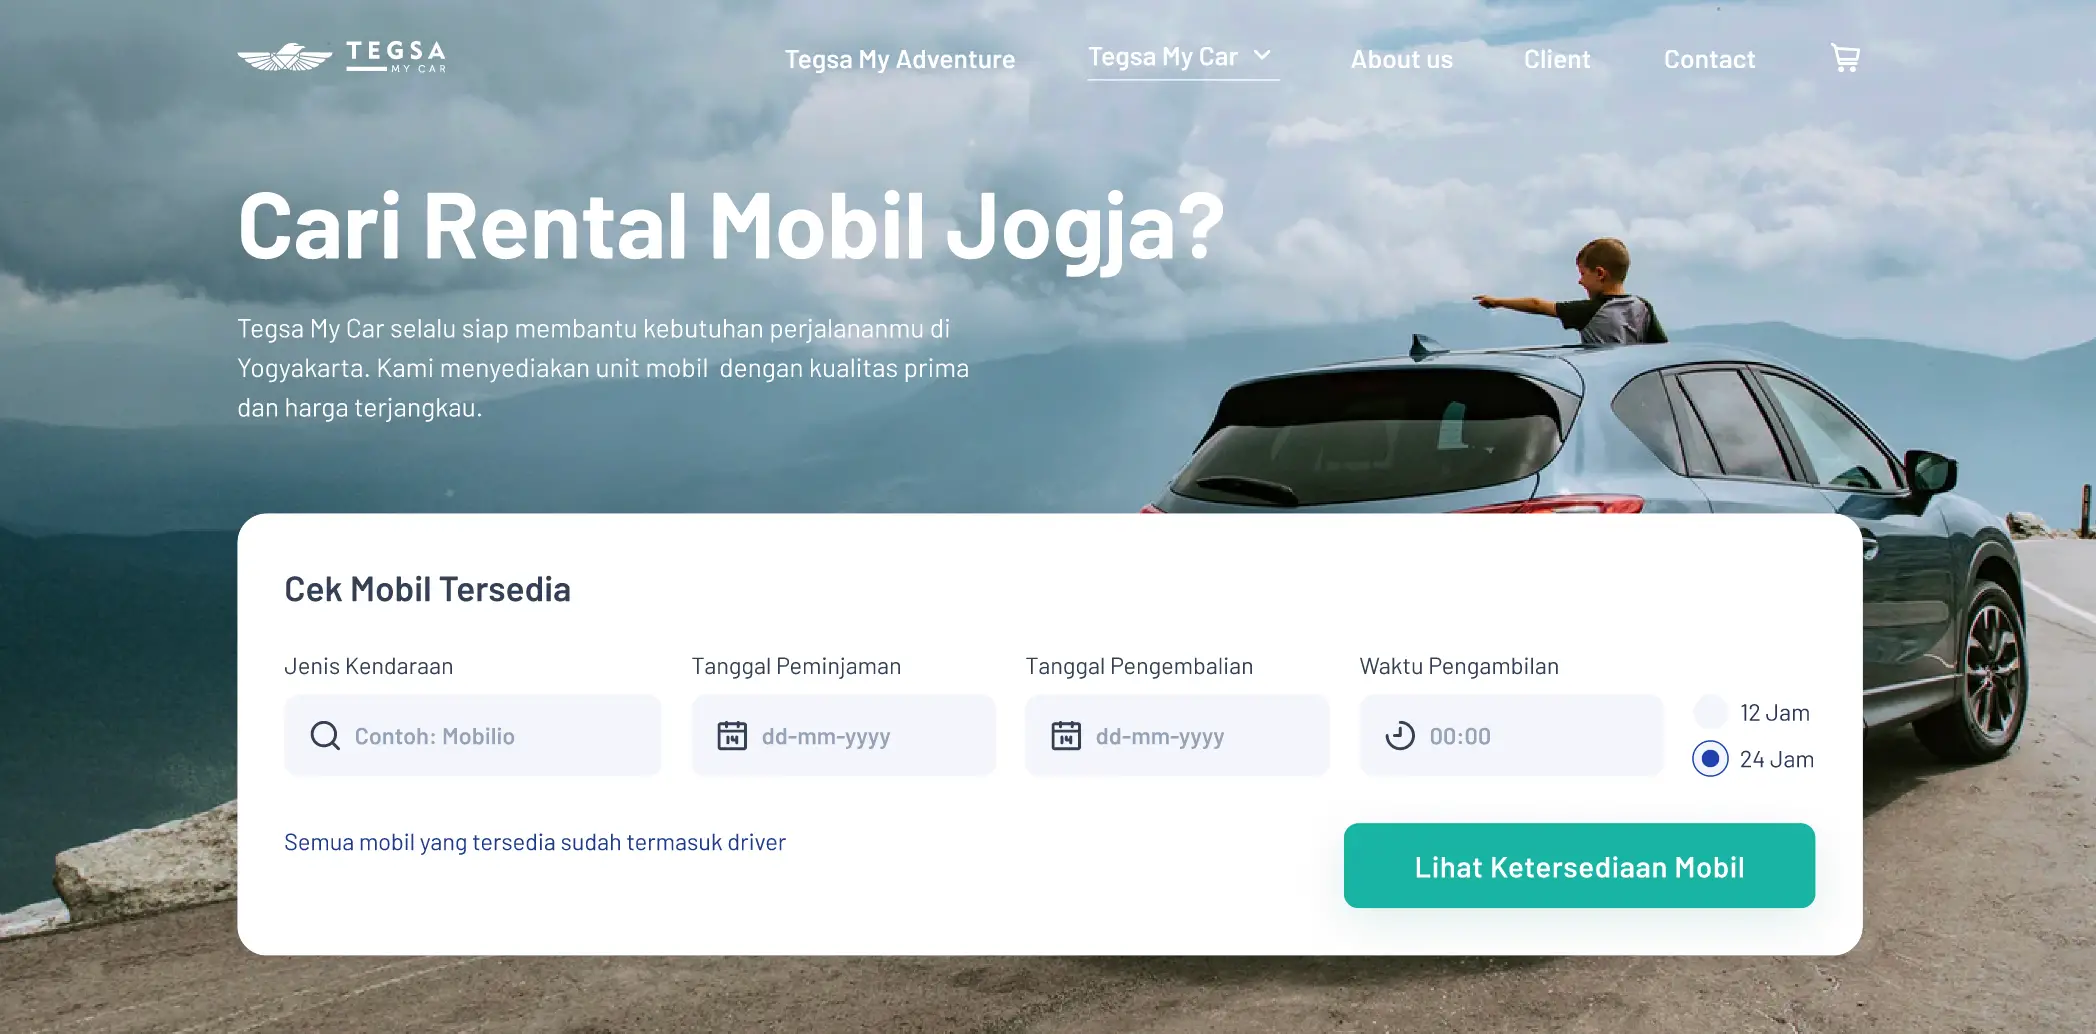 TEGSA
MY CAR
Tegsa My Adventure
Tegsa My Car
About us
Client
Contact
Cari Rental Mobil Jogja?
Tegsa My Car selalu siap membantu kebutuhan perjalananmu di
Yogyakarta. Kami menyediakan unit mobil dengan kualitas prima
dan harga terjangkau.
Cek Mobil Tersedia
Jenis Kendaraan
Contoh: Mobilio
Tanggal Peminjaman
14
dd-mm-yyyy
Tanggal Pengembalian
14
dd-mm-yyyy
Waktu Pengambilan
00:00
12 Jam
24 Jam
Semua mobil yang tersedia sudah termasuk driver
Lihat Ketersediaan Mobil